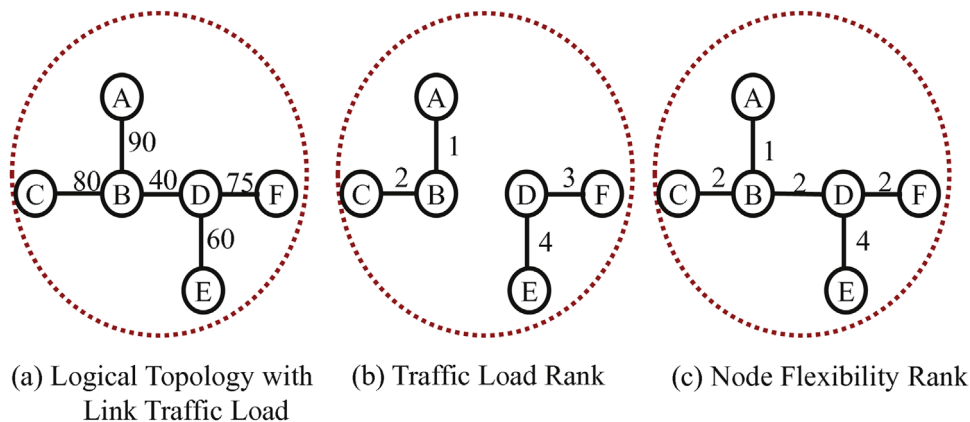 A
A
A
90
1
1
C
80
B
40
D
75
F
C
2
B
D
3
F
C
2
B
2
D
2
F
60
4
4
E
E
E
(a) Logical Topology with
Link Traffic Load
(b) Traffic Load Rank
(c) Node Flexibility Rank